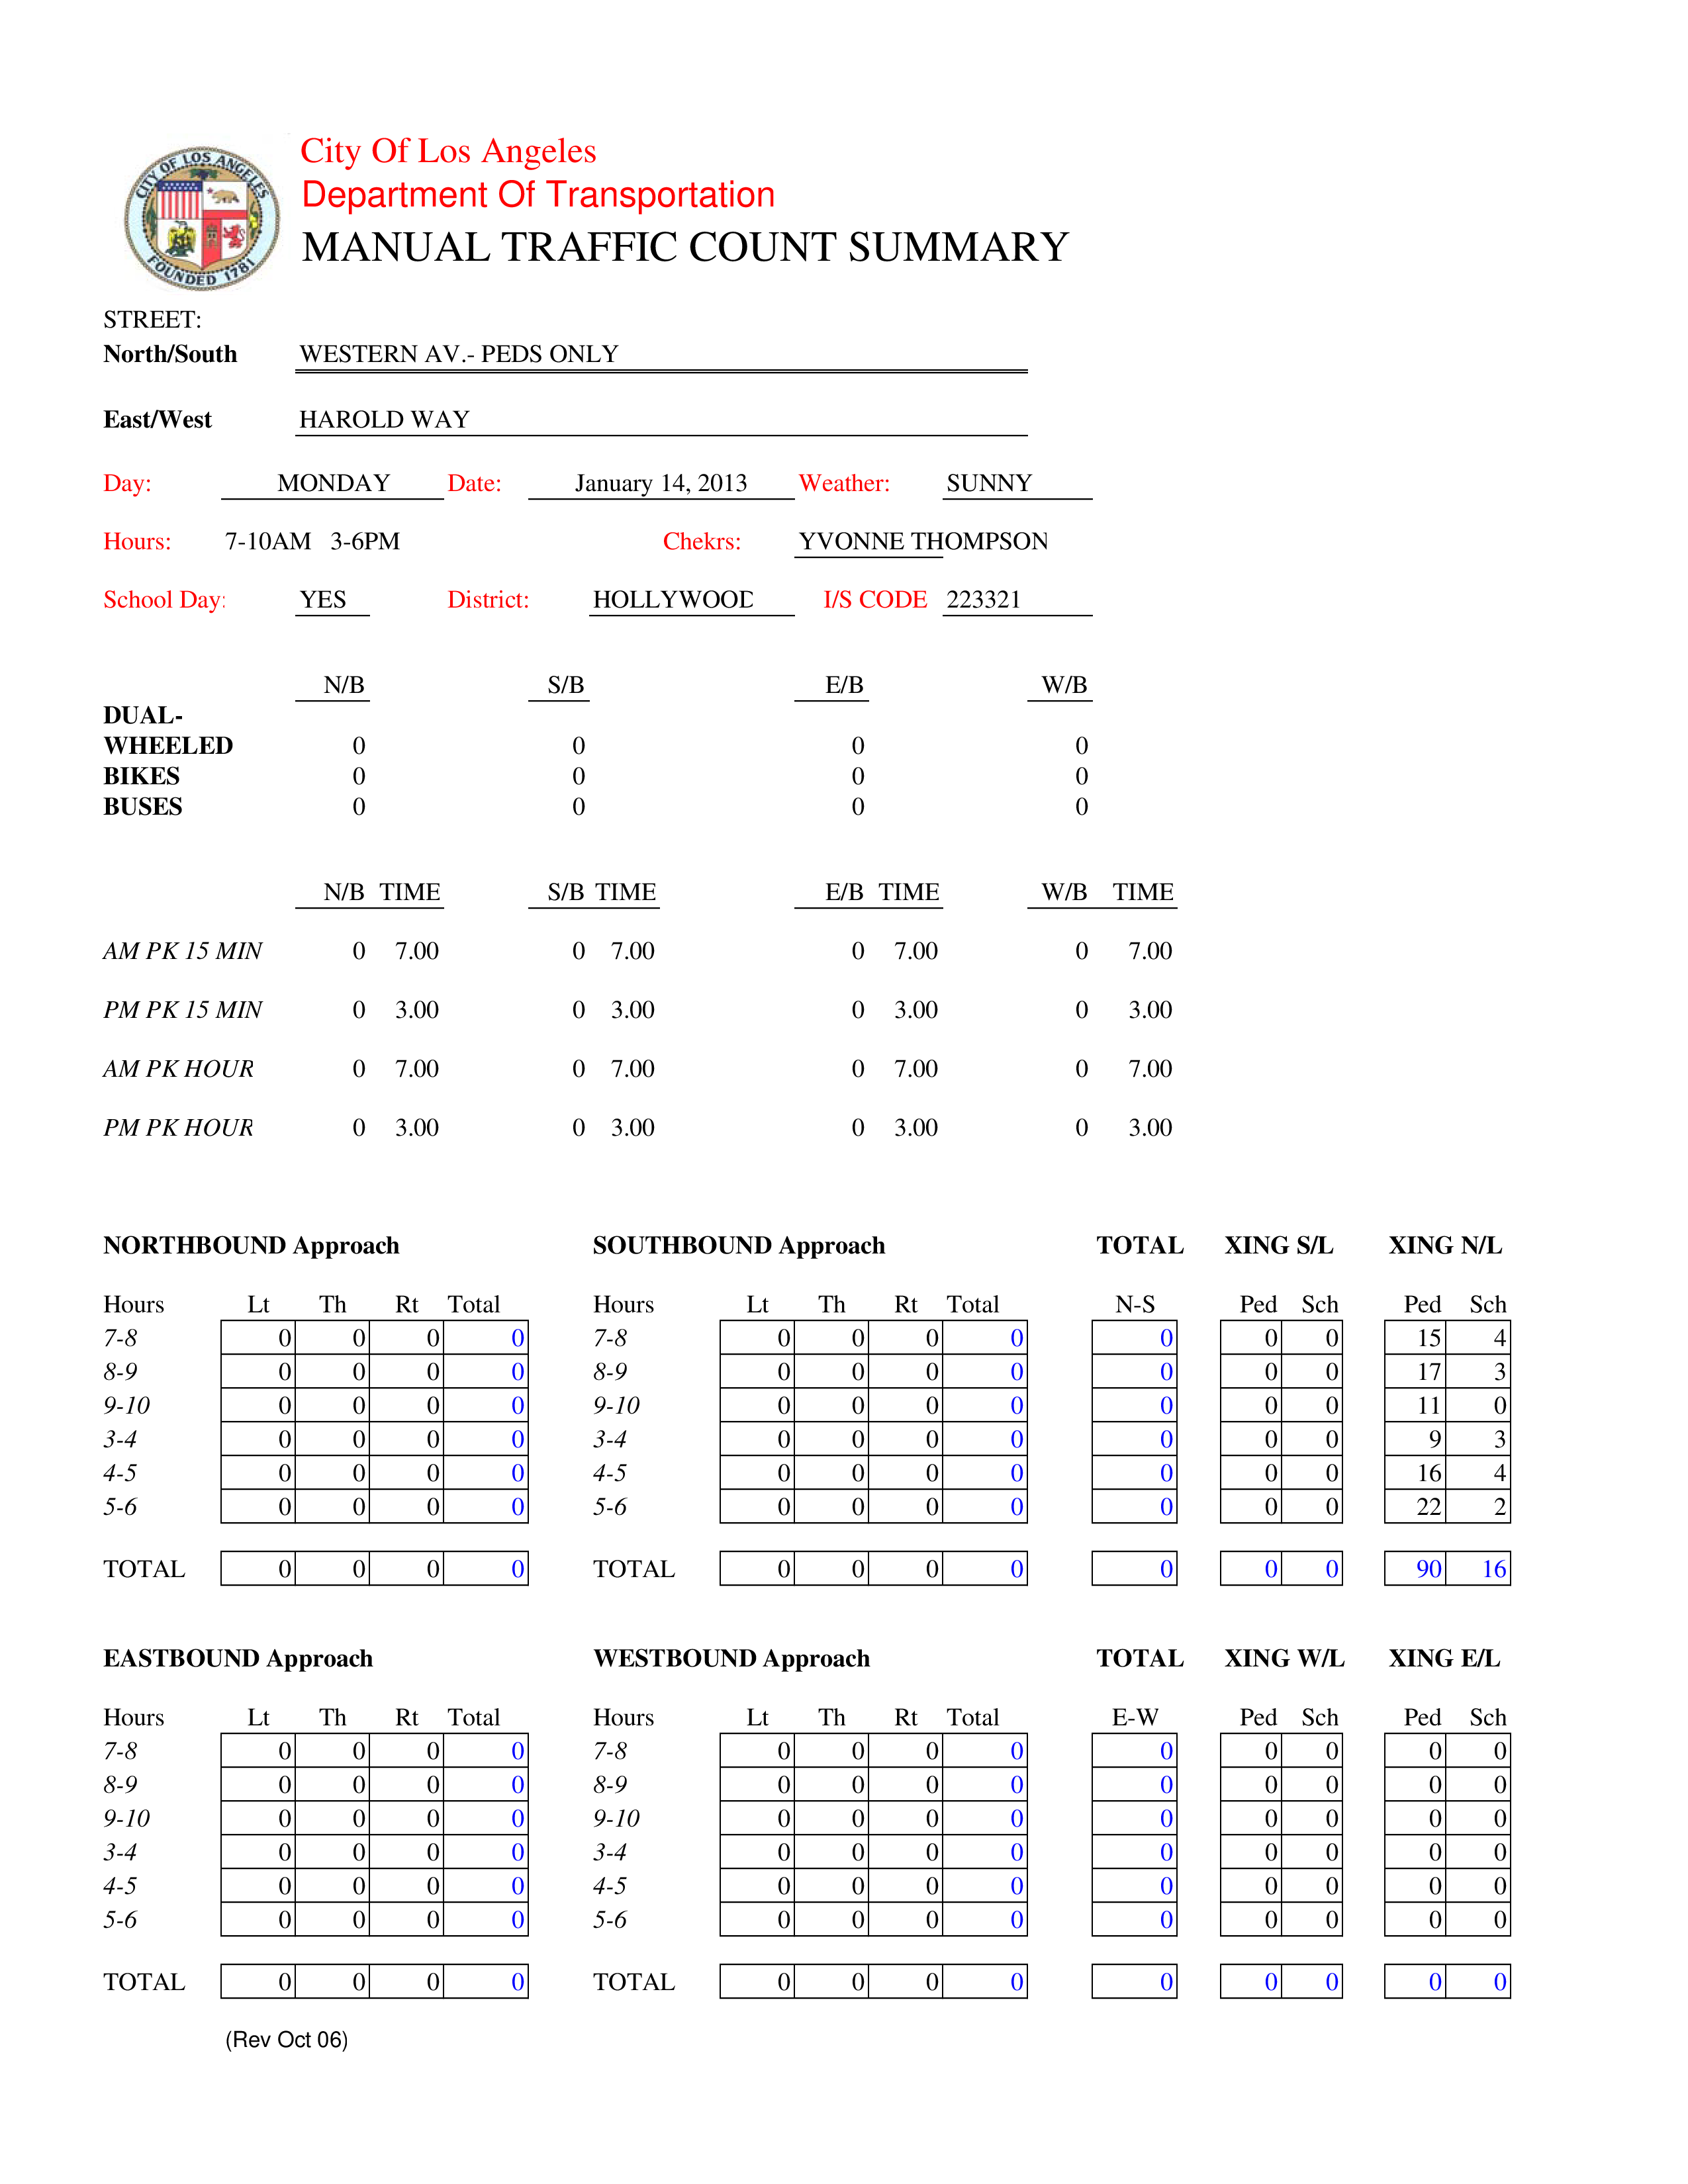 CITY OF LOS ANGELES
FOUNDED 1781
City Of Los Angeles
Department Of Transportation
MANUAL TRAFFIC COUNT SUMMARY
STREET:
North/South WESTERN AV.- PEDS ONLY
East/West HAROLD WAY
Day: MONDAY Date: January 14, 2013 Weather: SUNNY
Hours: 7-10AM 3-6PM Chekrs: YVONNE THOMPSON
School Day: YES District: HOLLYWOOD I/S CODE 223321
N/B S/B E/B W/B
DUAL-
WHEELED 0 0 0 0
BIKES 0 0 0 0
BUSES 0 0 0 0
N/B TIME S/B TIME E/B TIME W/B TIME
AM PK 15 MIN 0 7.00 0 7.00 0 7.00 0 7.00
PM PK 15 MIN 0 3.00 0 3.00 0 3.00 0 3.00
AM PK HOUR 0 7.00 0 7.00 0 7.00 0 7.00
PM PK HOUR 0 3.00 0 3.00 0 3.00 0 3.00
NORTHBOUND Approach SOUTHBOUND Approach TOTAL XING S/L XING N/L
Hours Lt Th Rt Total Hours Lt Th Rt Total N-S Ped Sch Ped Sch
7-8 0 0 0 0 7-8 0 0 0 0 0 0 0 15 4
8-9 0 0 0 0 8-9 0 0 0 0 0 0 0 17 3
9-10 0 0 0 0 9-10 0 0 0 0 0 0 0 11 0
3-4 0 0 0 0 3-4 0 0 0 0 0 0 0 9 3
4-5 0 0 0 0 4-5 0 0 0 0 0 0 0 16 4
5-6 0 0 0 0 5-6 0 0 0 0 0 0 0 22 2
TOTAL 0 0 0 0 TOTAL 0 0 0 0 0 0 0 90 16
EASTBOUND Approach WESTBOUND Approach TOTAL XING W/L XING E/L
Hours Lt Th Rt Total Hours Lt Th Rt Total E-W Ped Sch Ped Sch
7-8 0 0 0 0 7-8 0 0 0 0 0 0 0 0 0
8-9 0 0 0 0 8-9 0 0 0 0 0 0 0 0 0
9-10 0 0 0 0 9-10 0 0 0 0 0 0 0 0 0
3-4 0 0 0 0 3-4 0 0 0 0 0 0 0 0 0
4-5 0 0 0 0 4-5 0 0 0 0 0 0 0 0 0
5-6 0 0 0 0 5-6 0 0 0 0 0 0 0 0 0
TOTAL 0 0 0 0 TOTAL 0 0 0 0 0 0 0 0 0
(Rev Oct 06)